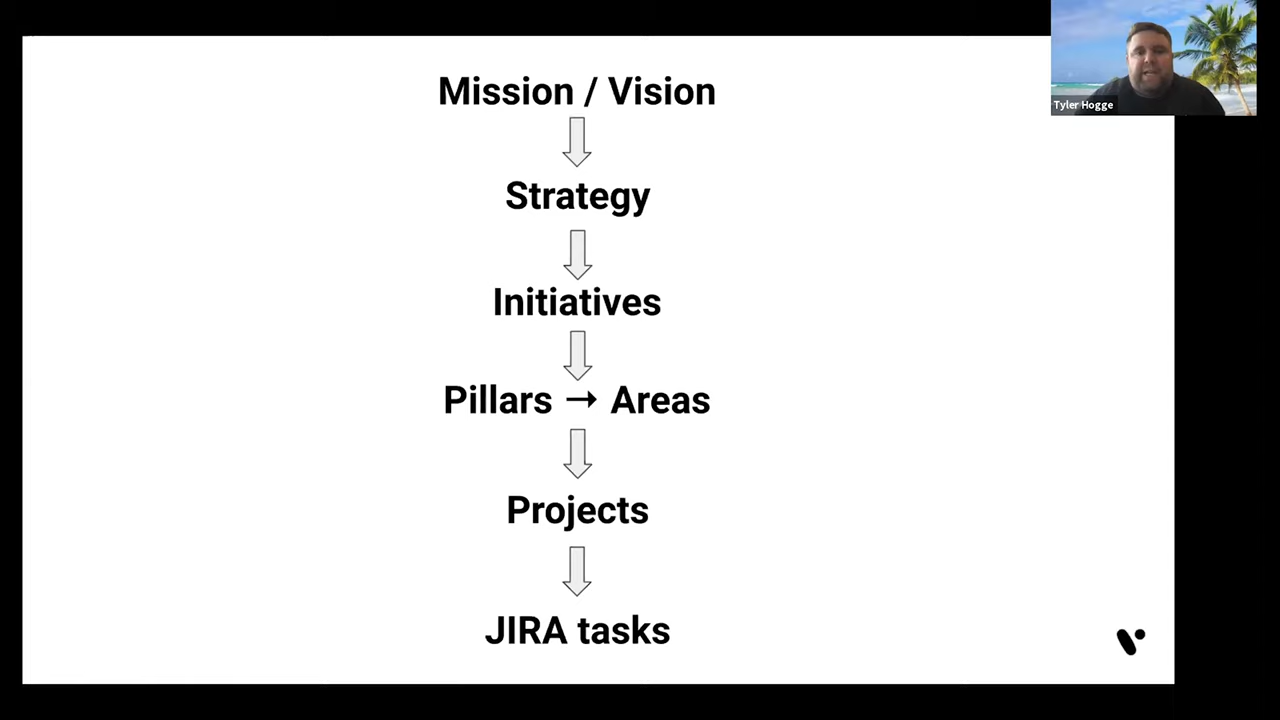 Mission / Vision
Strategy
Initiatives
Pillars → Areas
Projects
JIRA tasks
Tyler Hogge